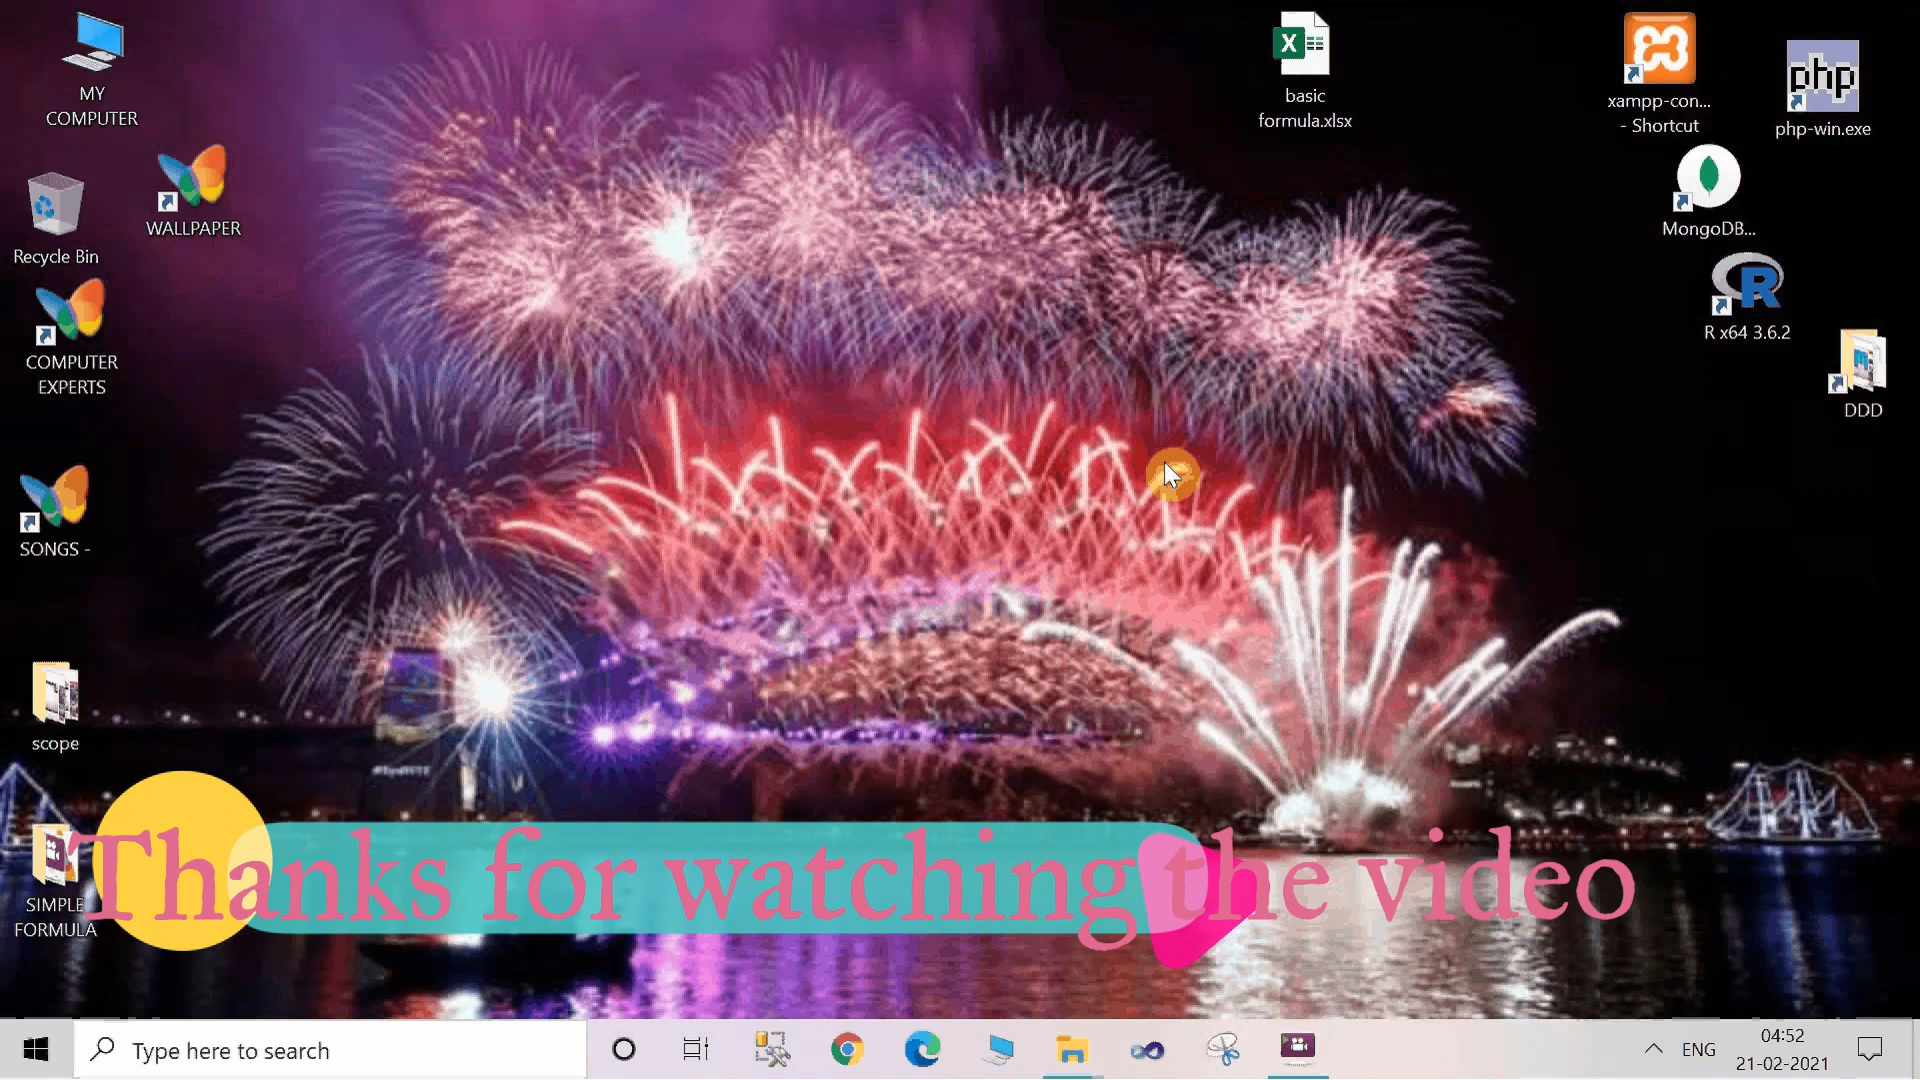 MY
COMPUTER
Recycle Bin
WALLPAPER
COMPUTER
EXPERTS
SONGS -
scope
SIMPLE
FORMULA
basic
formula.xlsx
xampp-con...
- Shortcut
php
php-win.exe
MongoDB...
R x64 3.6.2
DDD
Thanks for watching the video
Type here to search
ENG
04:52
21-02-2021